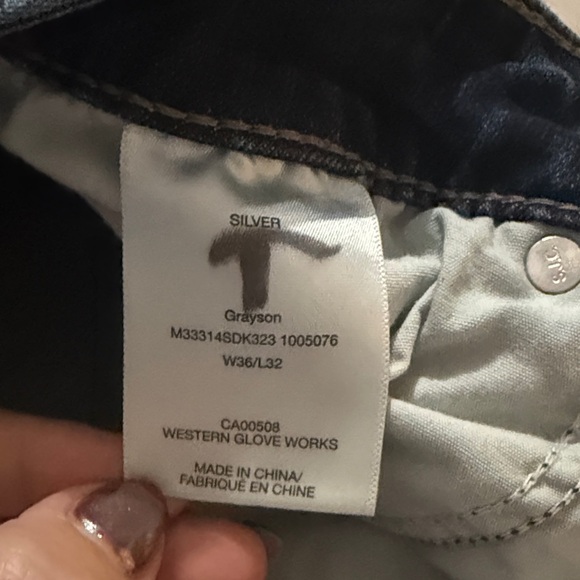 SILVER
T
Grayson
M33314SDK323 1005076
W36/L32
CA00508
WESTERN GLOVE WORKS
MADE IN CHINA/
FABRIQUÉ EN CHINE